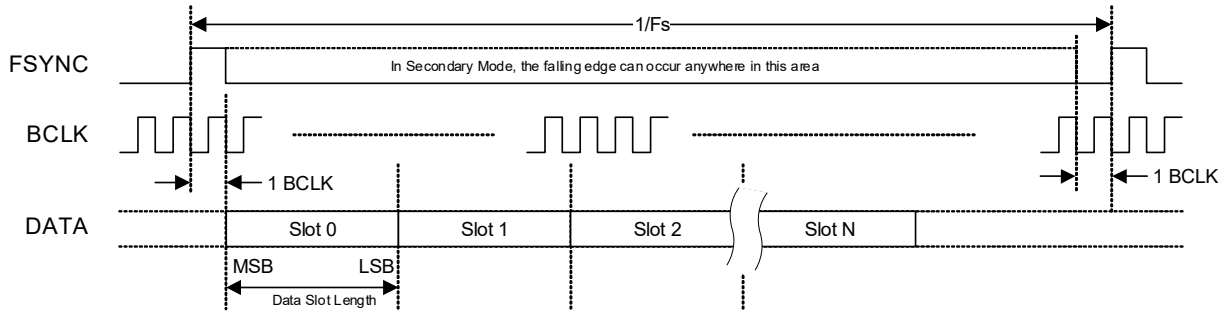 1/Fs
FSYNC
In Secondary Mode, the falling edge can occur anywhere in this area
BCLK
1 BCLK
1 BCLK
DATA
Slot 0
Slot 1
Slot 2
Slot N
MSB
LSB
Data Slot Length